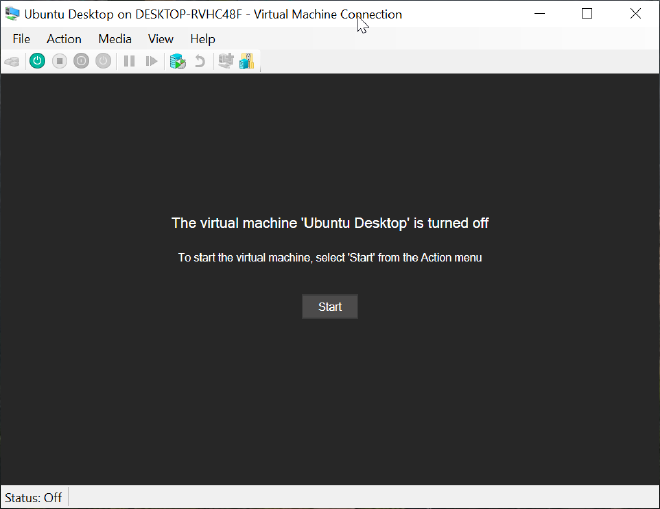 Ubuntu Desktop on DESKTOP-RVHC48F - Virtual Machine Connection
File Action Media View Help
The virtual machine 'Ubuntu Desktop' is turned off
To start the virtual machine, select 'Start' from the Action menu
Start
Status: Off